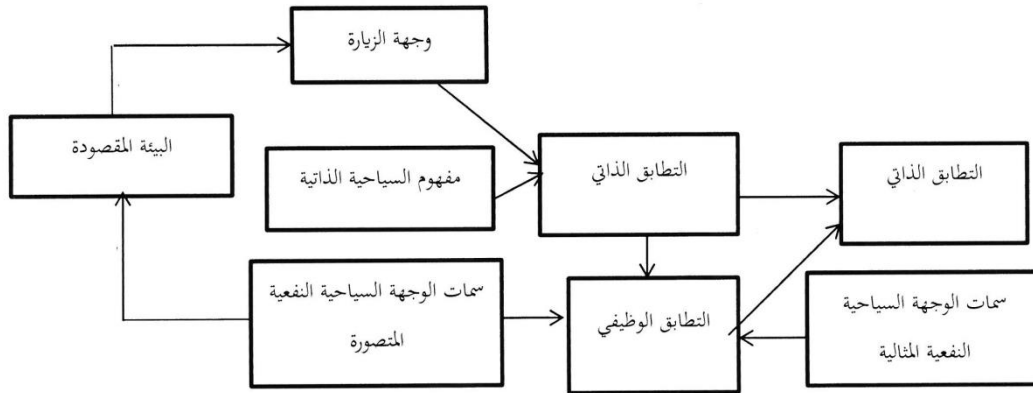 وجهة الزيارة
البيئة المقصودة
مفهوم السياحية الذاتية
التطابق الذاتي
التطابق الذاتي
سمات الوجهة السياحية النفعية
المتصورة
التطابق الوظيفي
سمات الوجهة السياحية
النفعية المثالية